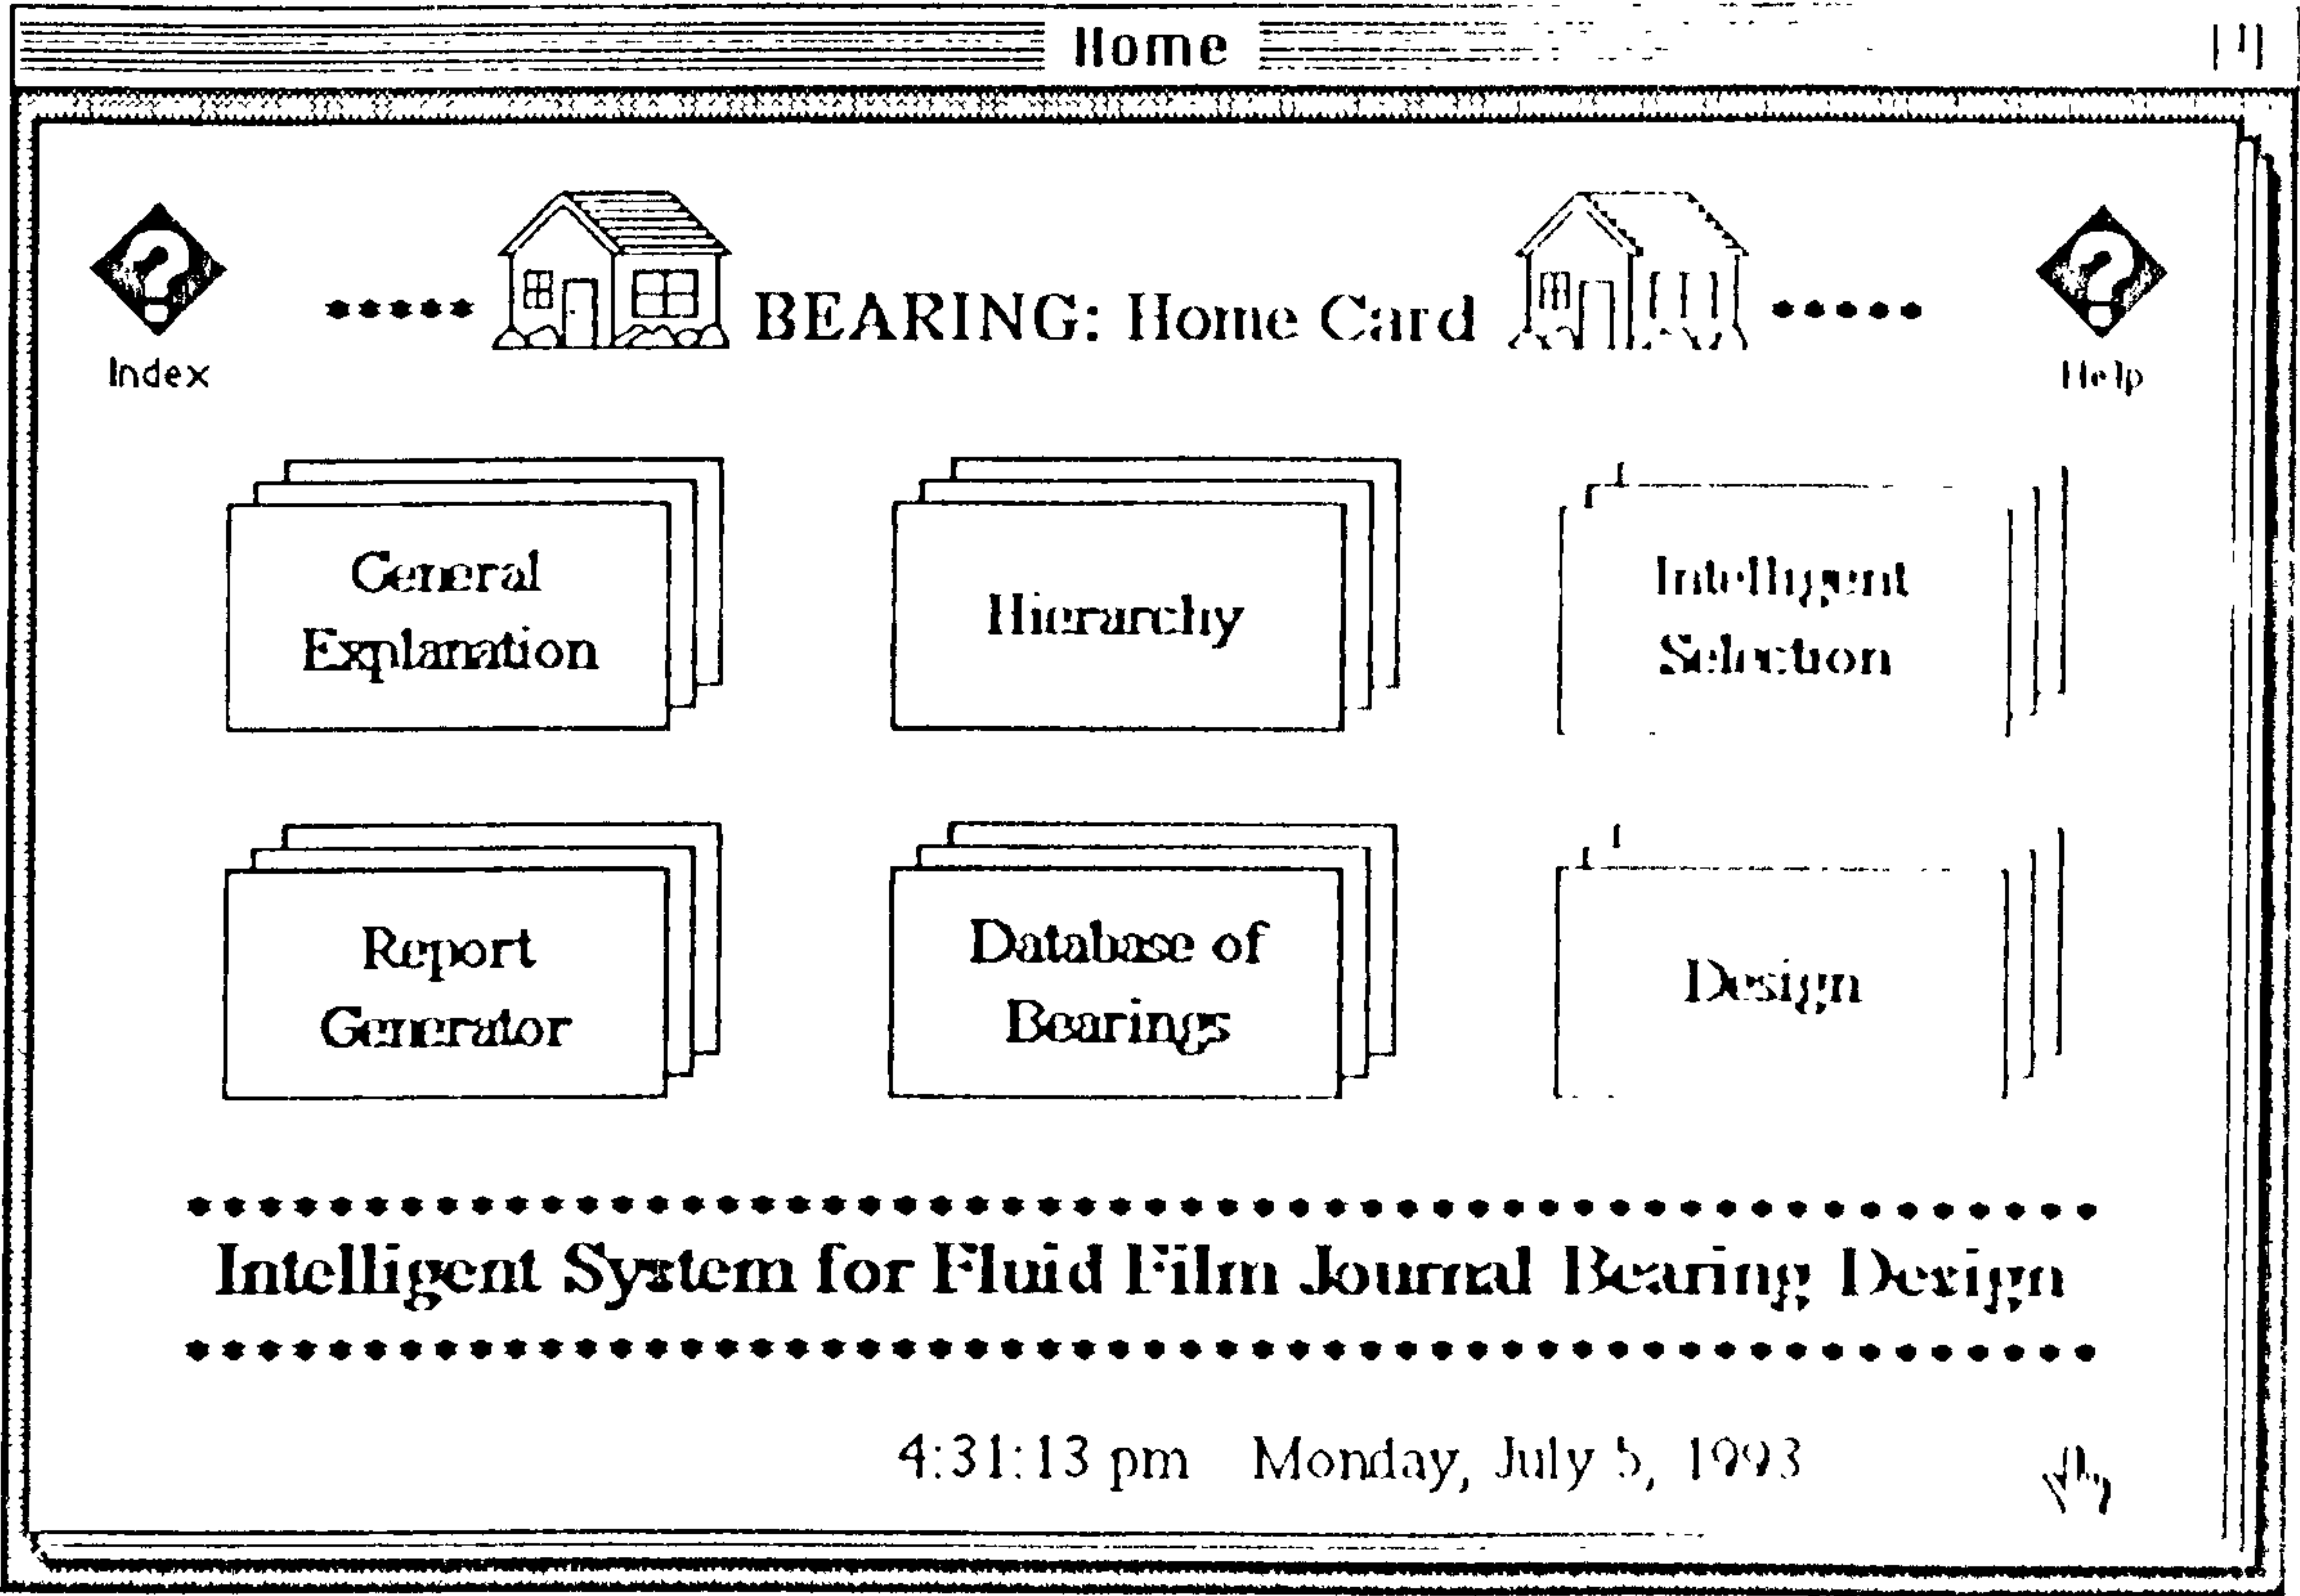 Home
BEARING: Home Card
Index
Help
General
Explanation
Hierarchy
Intelligent
Selection
Report
Generator
Database of
Bearings
Design
Intelligent System for Fluid Film Journal Bearing Design
4:31:13 pm Monday, July 5, 1993